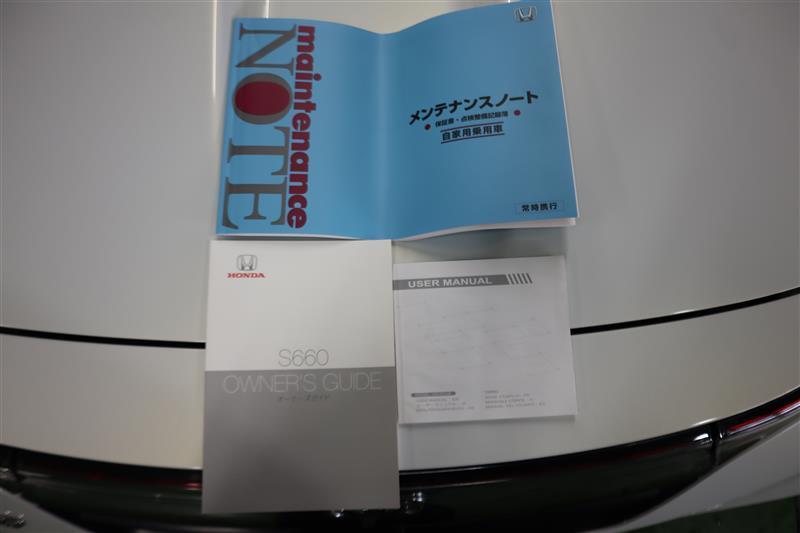 maintenance
NOTE
メンテナンスノート
保証書・点検整備記録簿
自家用乗用車
常時携行
HONDA
S660
OWNER'S GUIDE
オーナーズガイド
USER MANUAL